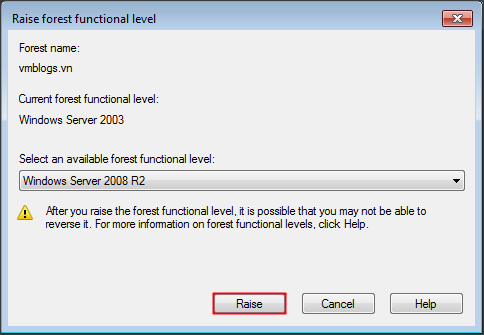 Raise forest functional level
Forest name:
vmblogs.vn
Current forest functional level:
Windows Server 2003
Select an available forest functional level:
Windows Server 2008 R2
After you raise the forest functional level, it is possible that you may not be able to
reverse it. For more information on forest functional levels, click Help.
Raise
Cancel
Help